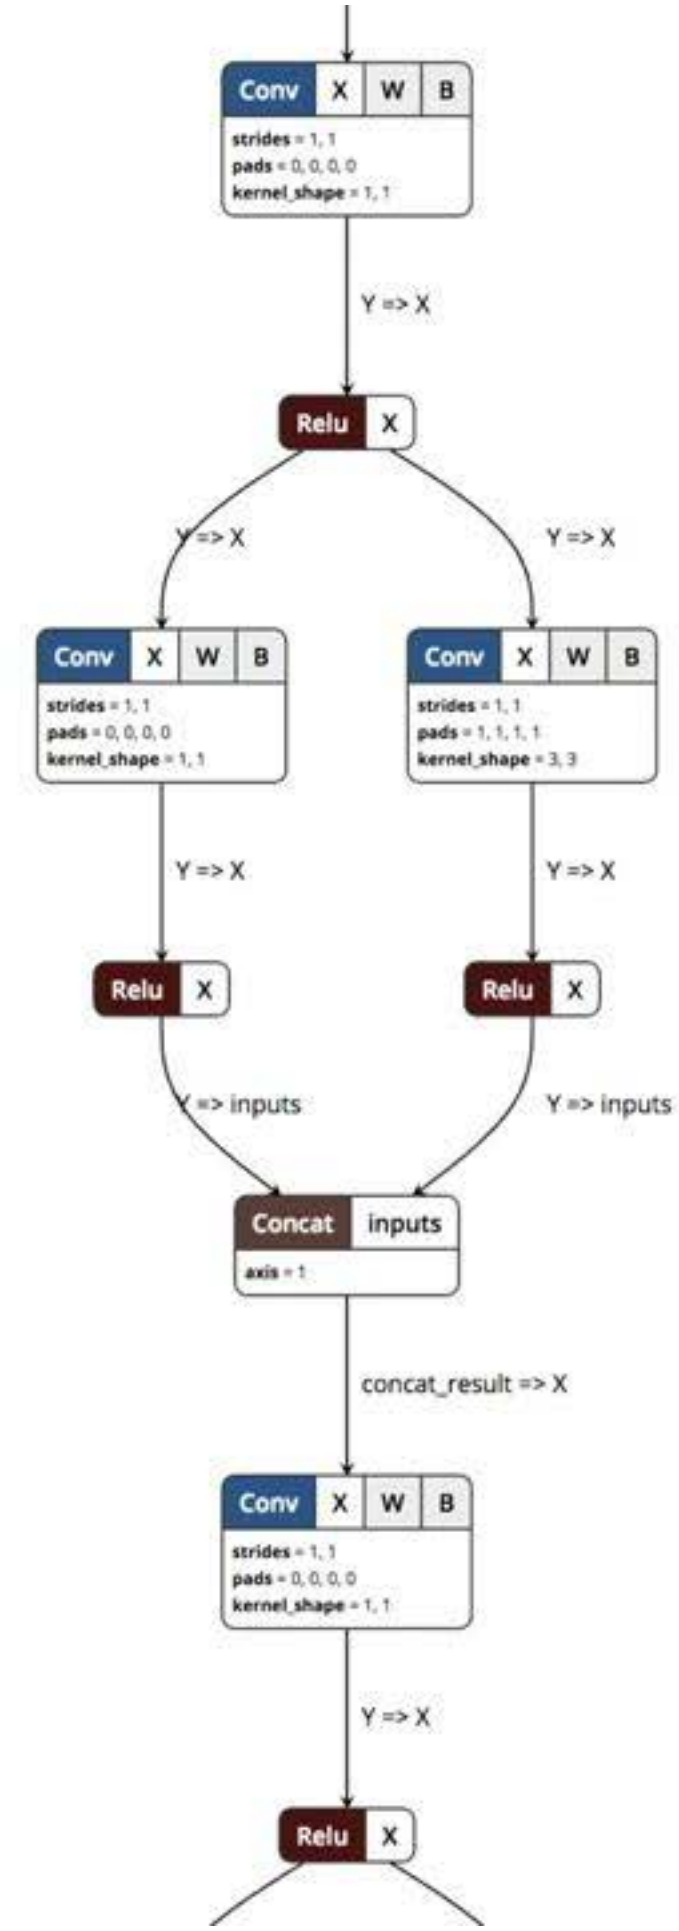 Conv X W B
strides = 1, 1
pads = 0, 0, 0, 0
kernel_shape = 1, 1
Y => X
Relu X
Y => X
Y => X
Conv X W B
strides = 1, 1
pads = 0, 0, 0, 0
kernel_shape = 1, 1
Conv X W B
strides = 1, 1
pads = 1, 1, 1, 1
kernel_shape = 3, 3
Y => X
Y => X
Relu X
Relu X
Y => inputs
Y => inputs
Concat inputs
axis = 1
concat_result => X
Conv X W B
strides = 1, 1
pads = 0, 0, 0, 0
kernel_shape = 1, 1
Y => X
Relu X